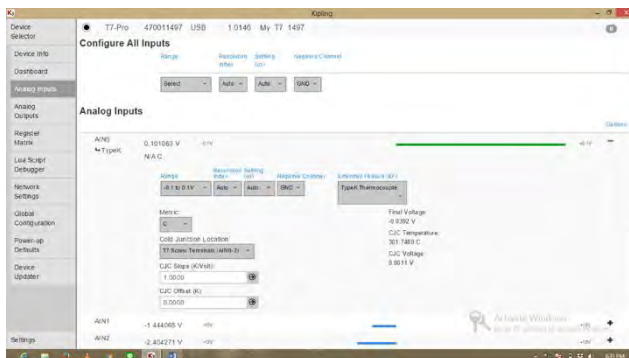 Kipling
Device Selector
T7-Pro 470011497 USB 1.0146 My T7 1497
Device Info
Dashboard
Analog Inputs
Analog Outputs
Register Matrix
Lua Script Debugger
Network Settings
Global Configuration
Power-up Defaults
Device Updater
Settings
Configure All Inputs
Range Resolution Index Settling (us) Negative Channel
Select Auto Auto GND
Analog Inputs
Options
AIN0 0.101063 V
TypeK N/A C
Range Resolution Index Settling (us) Negative Channel Extended Feature (EF)
-0.1 to 0.1V Auto Auto GND TypeK Thermocouple
Metric
C
Cold Junction Location
T7 Screw Terminals (AIN0-3)
CJC Slope (K/Volt)
1.0000
CJC Offset (K)
0.0000
Final Voltage
CJC Temperature
CJC Voltage
AIN1 -1.444068 V
AIN2 -2.404271 V
Activate Windows